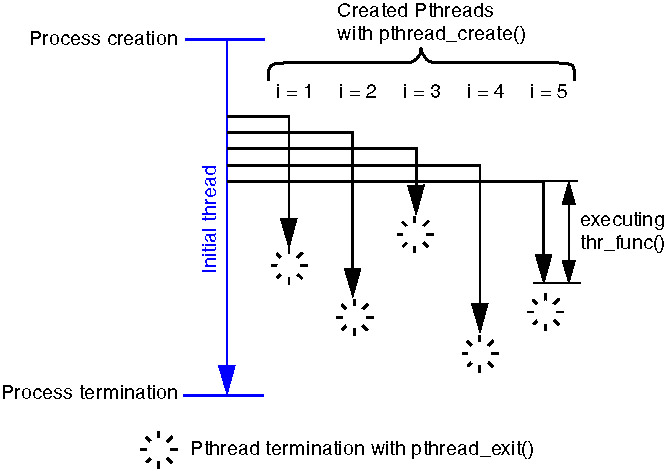 Created Pthreads
with pthread_create()
Process creation
i = 1
i = 2
i = 3
i = 4
i = 5
Initial thread
executing
thr_func()
Process termination
Pthread termination with pthread_exit()